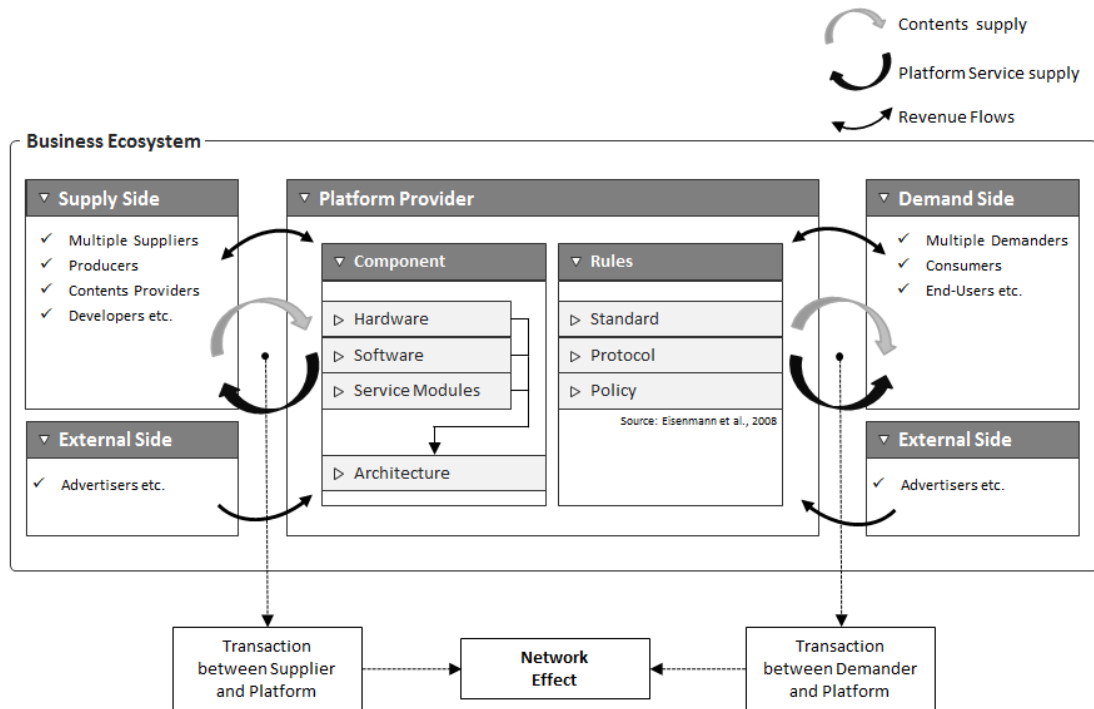 Contents supply
Platform Service supply
Revenue Flows
Business Ecosystem
Supply Side
Multiple Suppliers
Producers
Contents Providers
Developers etc.
External Side
Advertisers etc.
Platform Provider
Component
Hardware
Software
Service Modules
Architecture
Rules
Standard
Protocol
Policy
Source: Eisenmann et al., 2008
Demand Side
Multiple Demanders
Consumers
End-Users etc.
External Side
Advertisers etc.
Transaction
between Supplier
and Platform
Network
Effect
Transaction
between Demander
and Platform